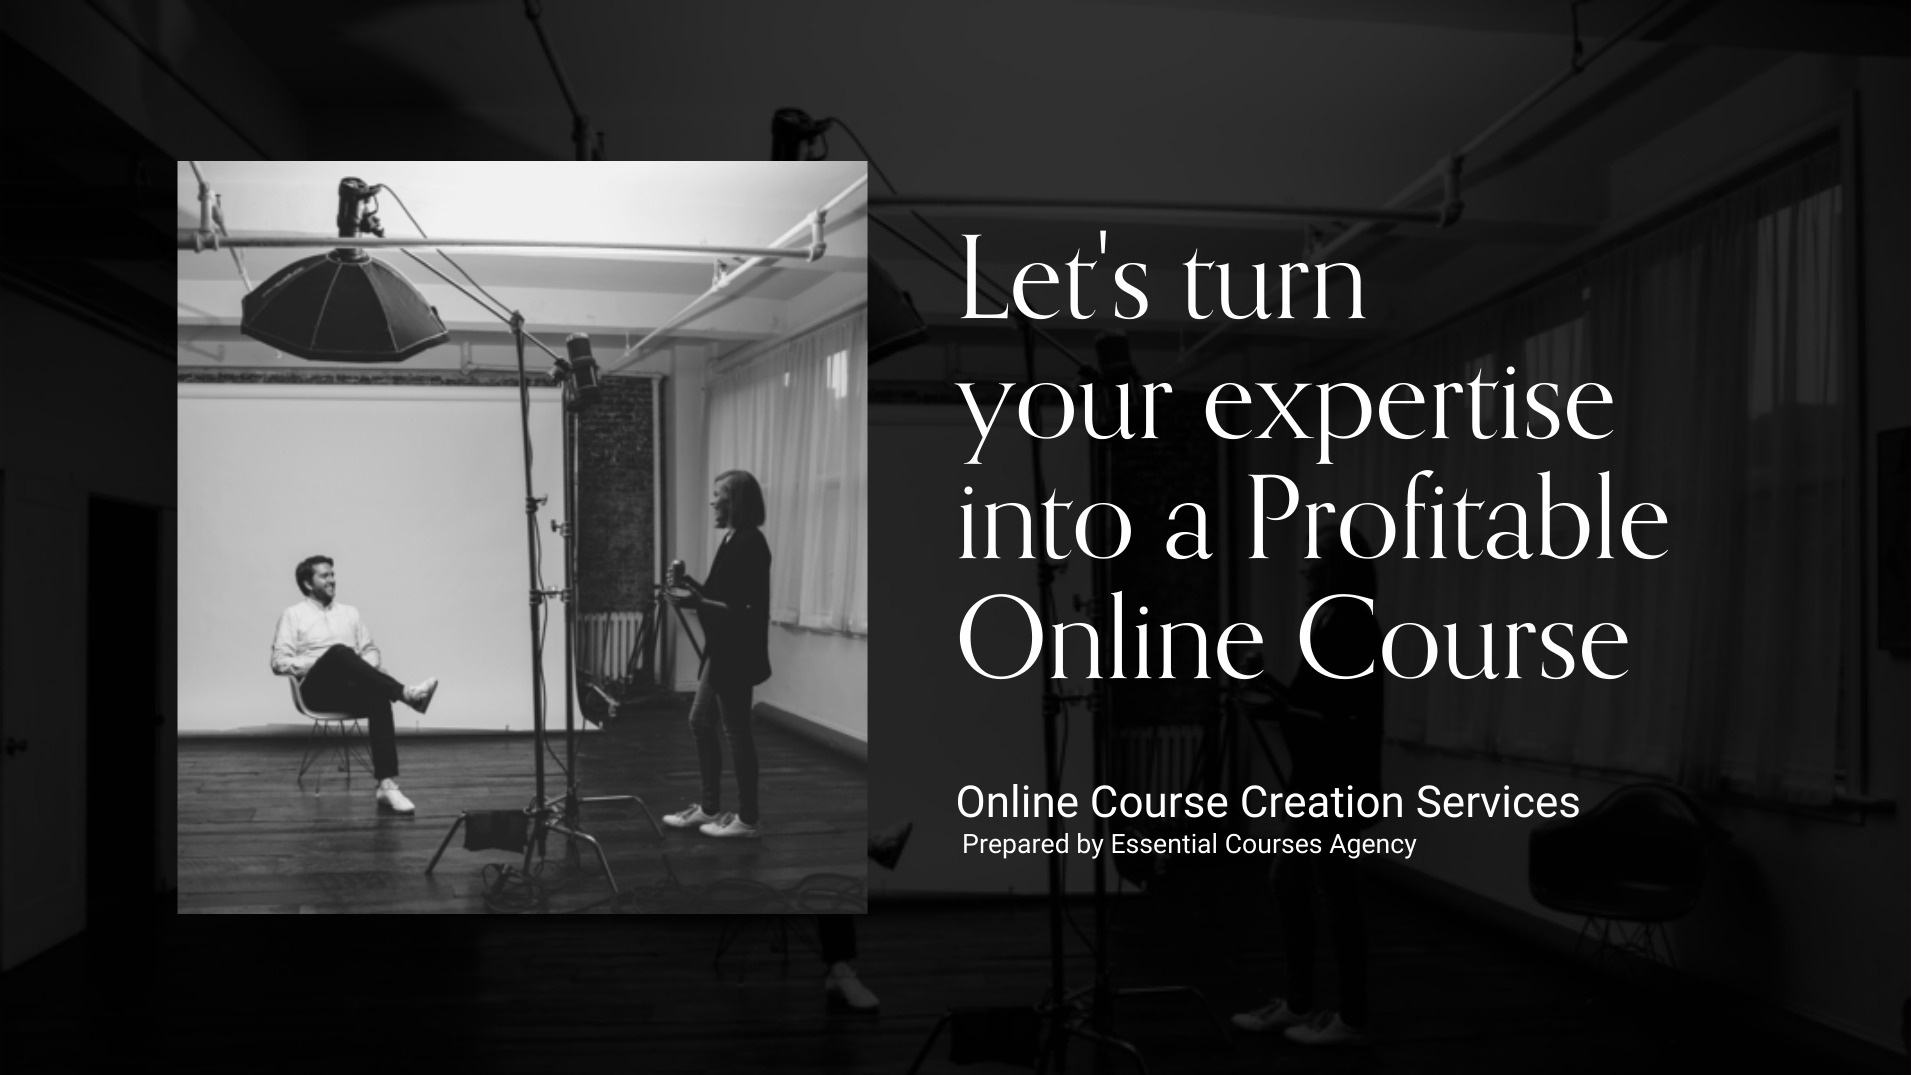 Let's turn
your expertise
into a Profitable
Online Course
Online Course Creation Services
Prepared by Essential Courses Agency